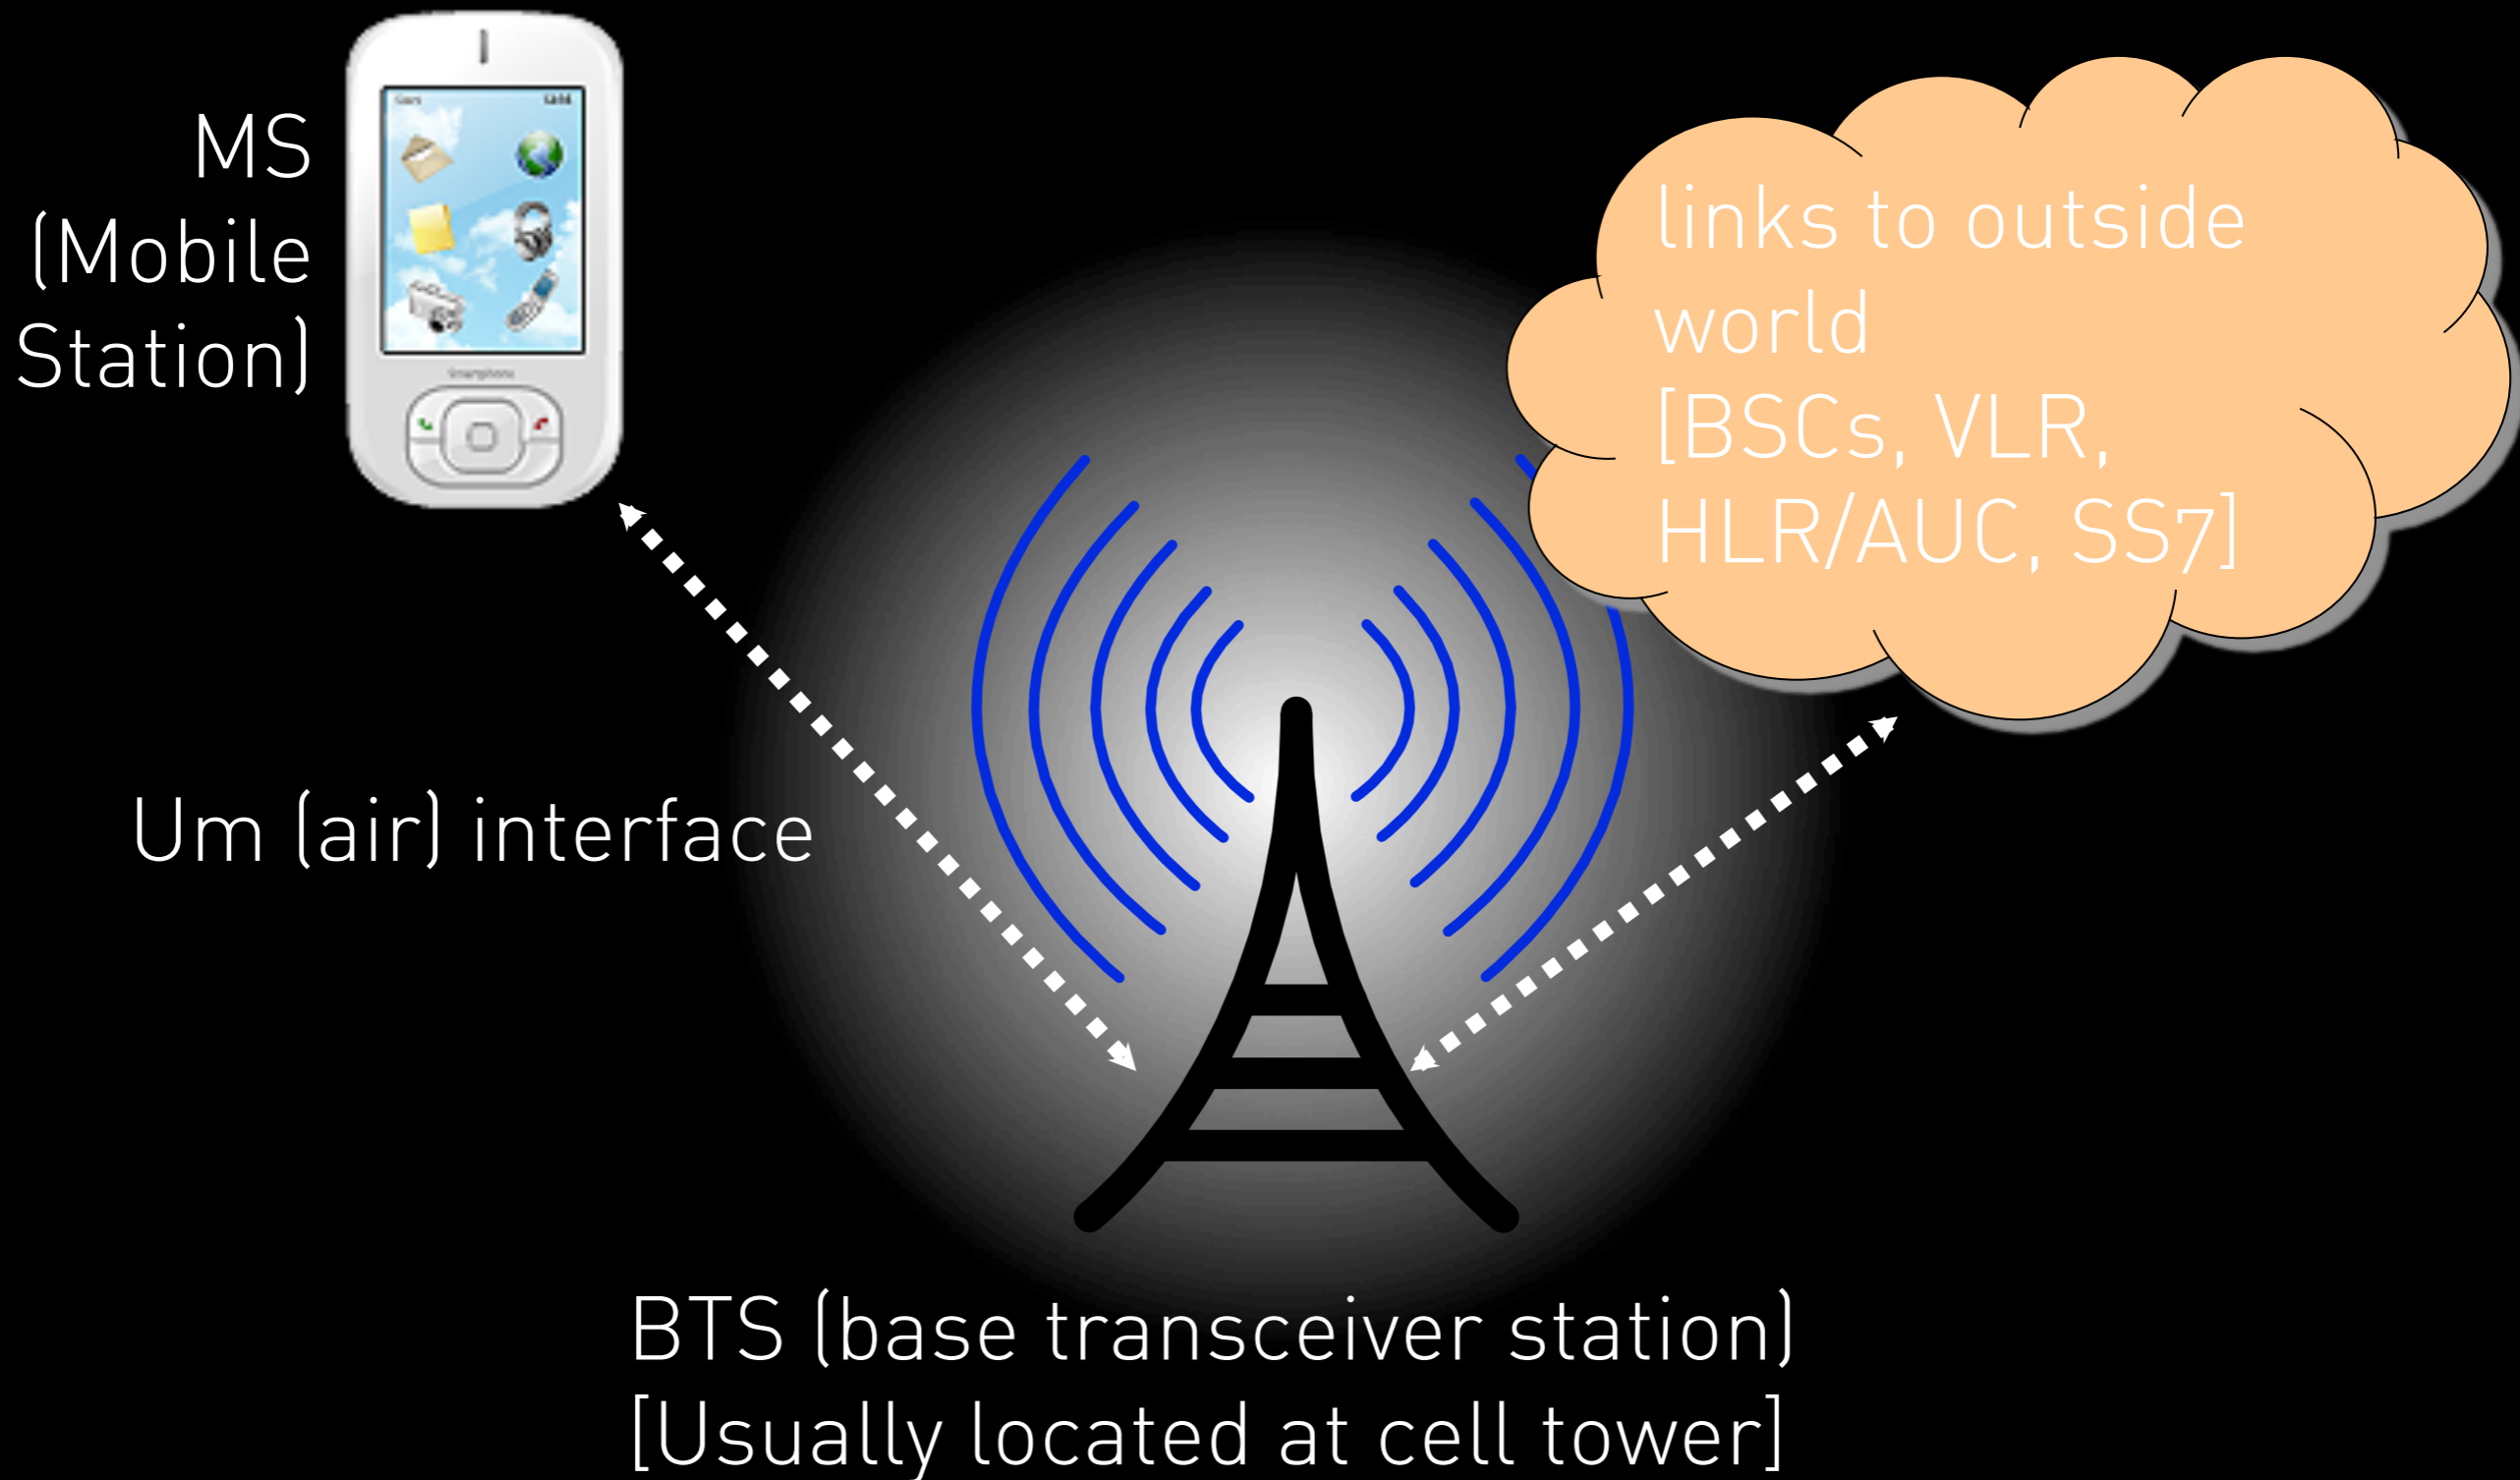 MS
(Mobile
Station)
Smartphone
links to outside
world
[BSCs, VLR,
HLR/AUC, SS7]
Um (air) interface
BTS (base transceiver station)
[Usually located at cell tower]